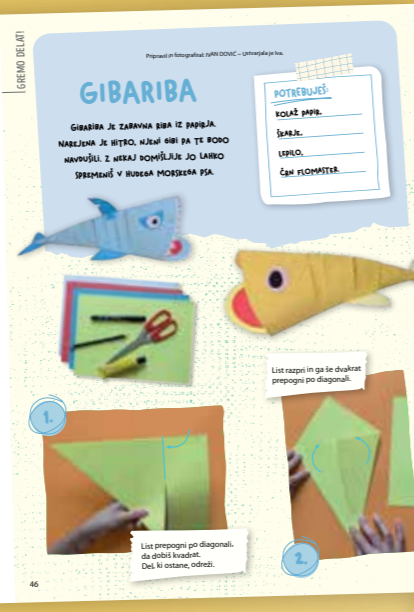 GREMO DELAT!
Pripravil in fotografiral: IVAN DOVIČ – Ustvarjala je Iva.
GIBARIBA
GIBARIBA JE ZABAVNA RIBA IZ PAPIRJA.
NAREJENA JE HITRO, NJENI GIBI PA TE BODO
NAVDUŠILI. Z NEKAJ DOMIŠLJIJE JO LAHKO
SPREMENIŠ V HUDEGA MORSKEGA PSA.
POTREBUJEŠ:
KOLAŽ PAPIR,
ŠKARJE,
LEPILO,
ČRN FLOMASTER.
List razpri in ga še dvakrat
prepogni po diagonali.
1.
List prepogni po diagonali,
da dobiš kvadrat.
Del, ki ostane, odreži.
2.
46